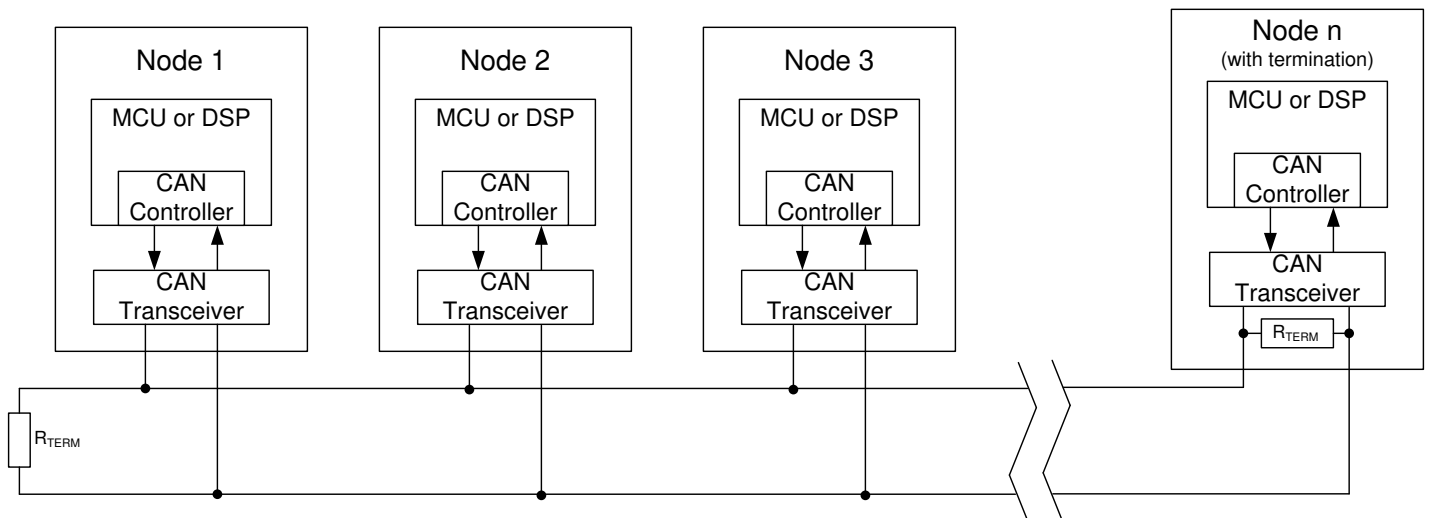 Node 1
MCU or DSP
CAN
Controller
CAN
Transceiver
Node 2
MCU or DSP
CAN
Controller
CAN
Transceiver
Node 3
MCU or DSP
CAN
Controller
CAN
Transceiver
Node n
(with termination)
MCU or DSP
CAN
Controller
CAN
Transceiver
RTERM
RTERM